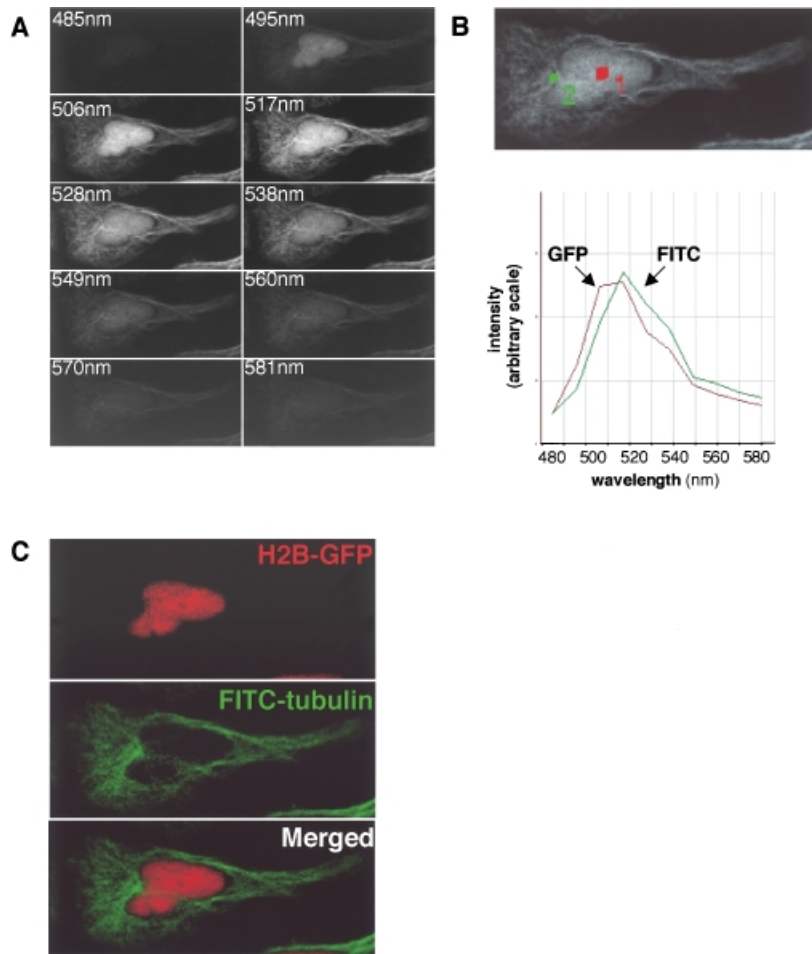 A
485nm
495nm
506nm
517nm
528nm
538nm
549nm
560nm
570nm
581nm
B
2
1
GFP
FITC
intensity
(arbitrary scale)
480 500 520 540 560 580
wavelength (nm)
C
H2B-GFP
FITC-tubulin
Merged